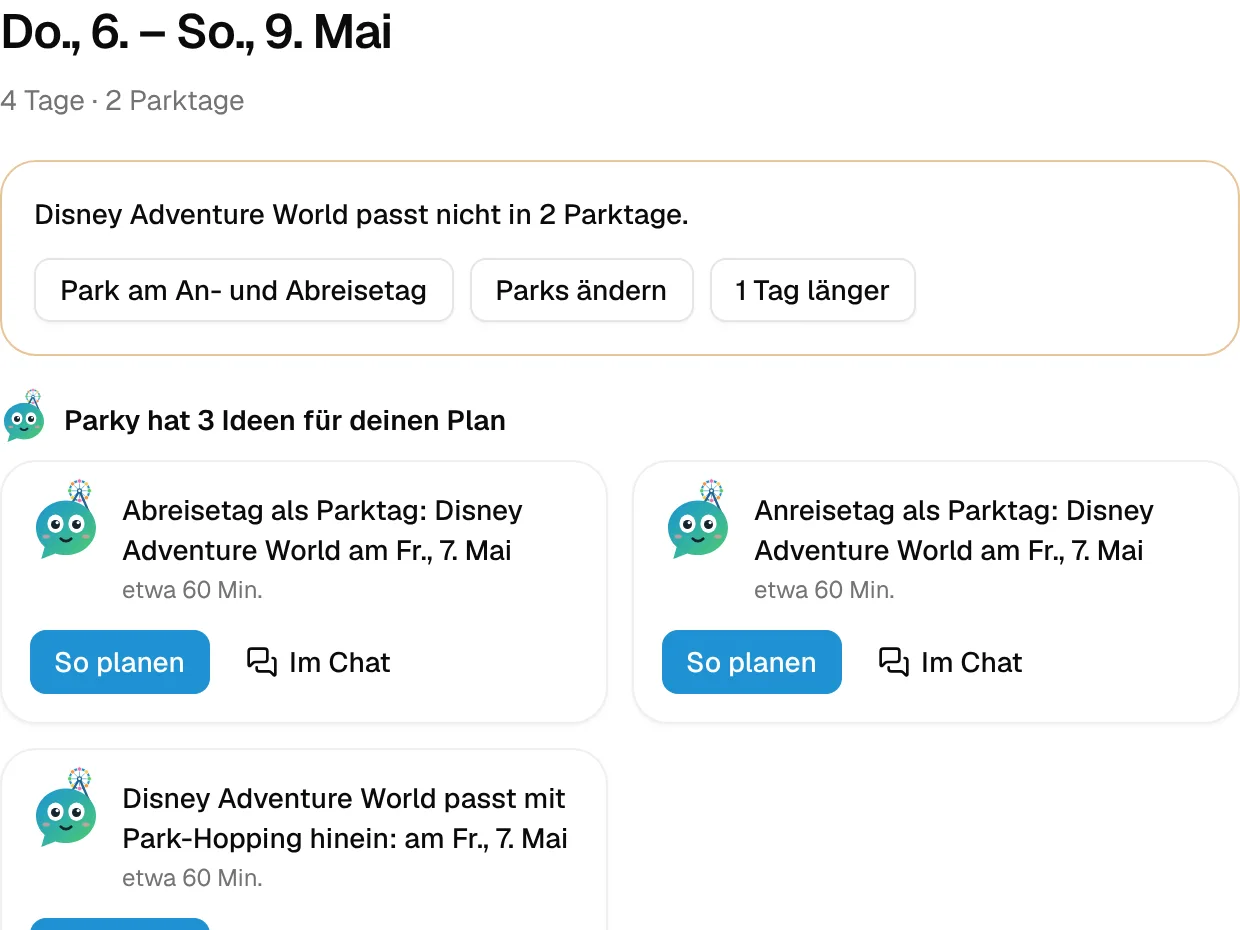 Do., 6. – So., 9. Mai
4 Tage · 2 Parktage
Disney Adventure World passt nicht in 2 Parktage.
Park am An- und Abreisetag
Parks ändern
1 Tag länger
Parky hat 3 Ideen für deinen Plan
Abreisetag als Parktag: Disney
Adventure World am Fr., 7. Mai
etwa 60 Min.
So planen
Im Chat
Anreisetag als Parktag: Disney
Adventure World am Fr., 7. Mai
etwa 60 Min.
So planen
Im Chat
Disney Adventure World passt mit
Park-Hopping hinein: am Fr., 7. Mai
etwa 60 Min.